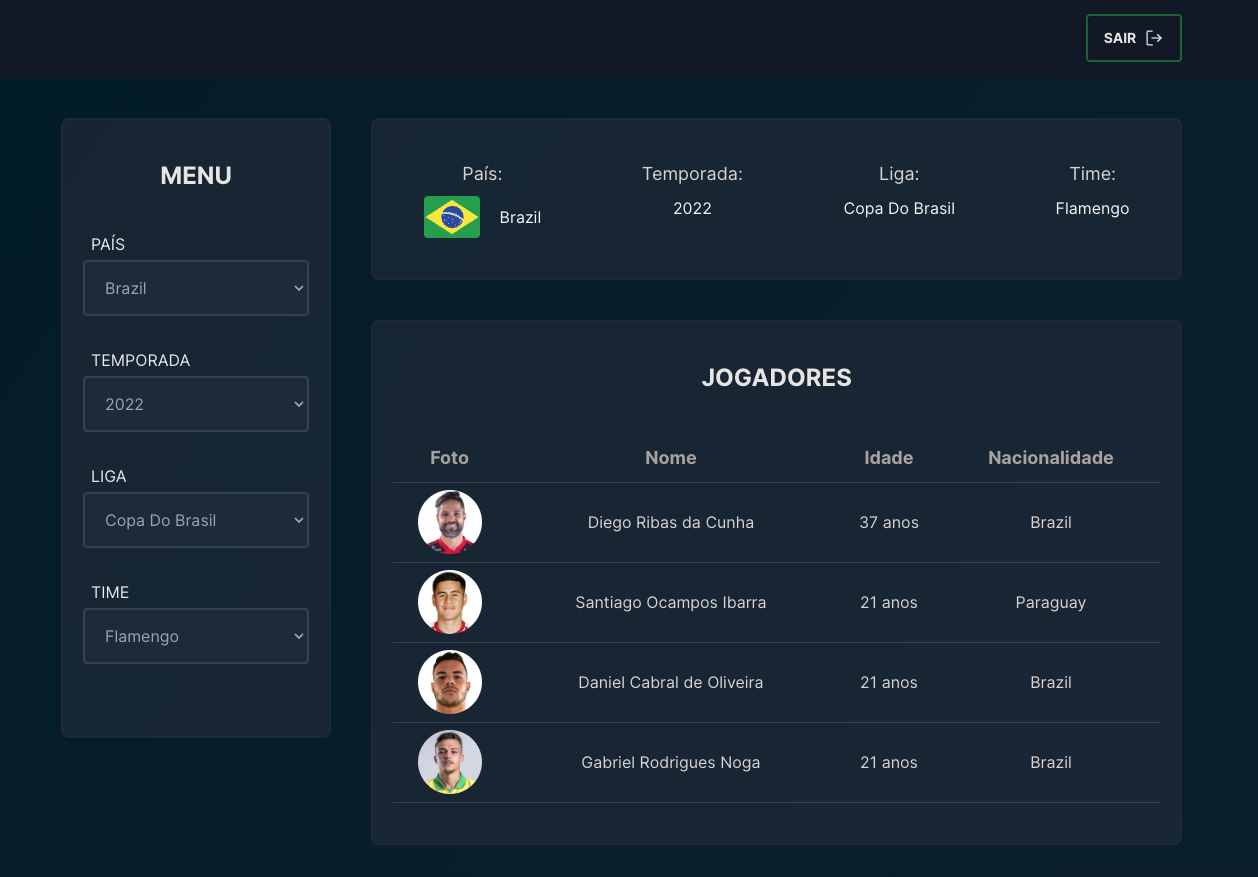 SAIR
MENU
PAÍS
Brazil
TEMPORADA
2022
LIGA
Copa Do Brasil
TIME
Flamengo
País: Temporada: Liga: Time:
Brazil 2022 Copa Do Brasil Flamengo
JOGADORES
Foto Nome Idade Nacionalidade
Diego Ribas da Cunha 37 anos Brazil
Santiago Ocampos Ibarra 21 anos Paraguay
Daniel Cabral de Oliveira 21 anos Brazil
Gabriel Rodrigues Noga 21 anos Brazil